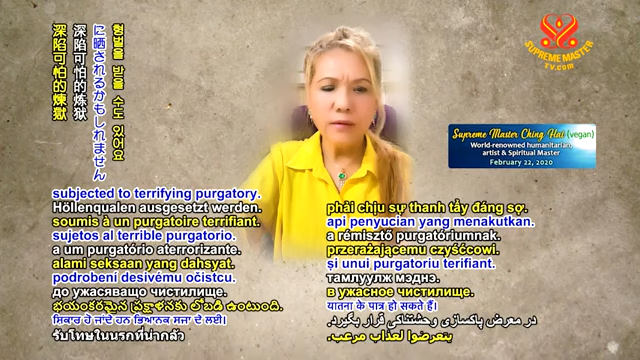 형벌을 받을 수도 있어요
に晒されるかもしれません
深陷可怕的炼狱
深陷可怕的煉獄
SUPREME MASTER
TV.com
Supreme Master Ching Hai (vegan)
World-renowned humanitarian,
artist & Spiritual Master
February 22, 2020
subjected to terrifying purgatory.
Höllenqualen ausgesetzt werden.
soumis à un purgatoire terrifiant.
sujetos al terrible purgatorio.
a um purgatório aterrorizante.
alami seksaan yang dahsyat.
podrobeni desivému očistcu.
до ужасяващо чистилище.
భయంకరమైన ప్రక్షాళనకు లోబడి ఉంటుంది.
ਸ਼ਿਕਾਰ ਹੋ ਜਾਂਦੇ ਹਨ ਭਿਆਨਕ ਸਜਾ ਦੇ ਲਈ।
รับโทษในนรกที่น่ากลัว
phải chịu sự thanh tẩy đáng sợ.
api penyucian yang menakutkan.
a rémisztő purgatóriumnak.
przerażającemu czyśćcowi.
și unui purgatoriu terifiant.
тамлуулж мэднэ.
в ужасное чистилище.
यातना के पात्र हो सकते हैं।
در معرض پاکسازی وحشتناکی قرار بگیرد.
يتعرضوا لعذاب مرعب.